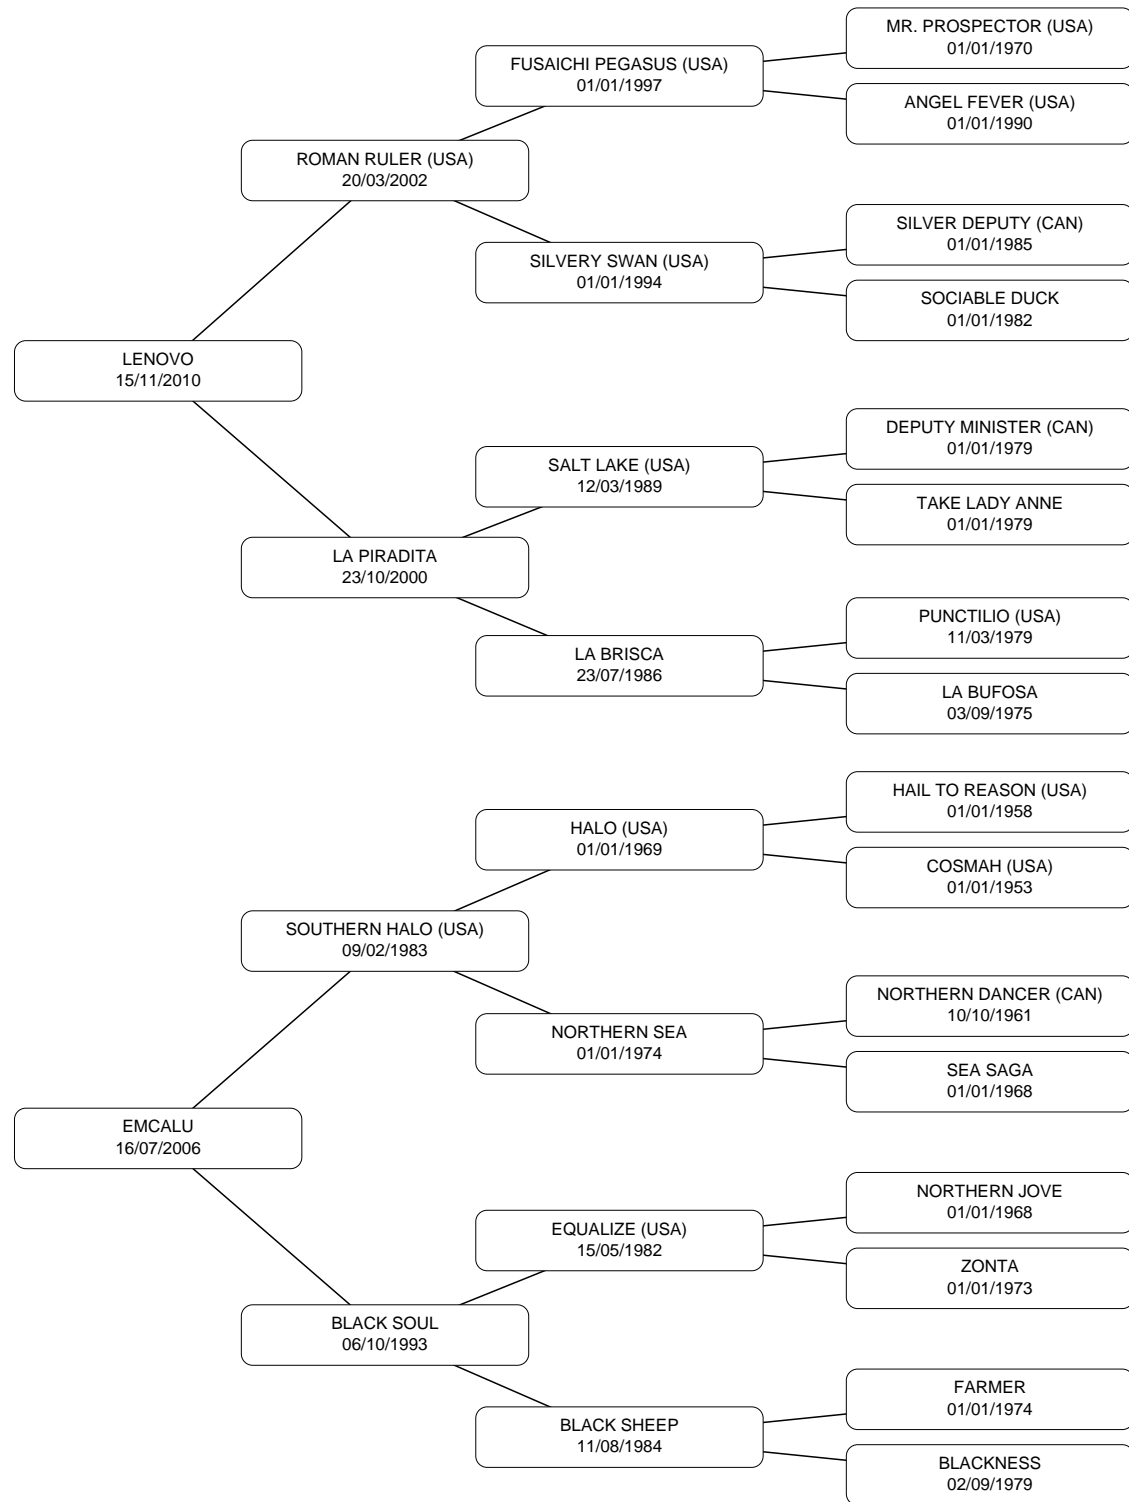 MR. PROSPECTOR (USA)
01/01/1970
FUSAICHI PEGASUS (USA)
01/01/1997
ANGEL FEVER (USA)
01/01/1990
ROMAN RULER (USA)
20/03/2002
SILVER DEPUTY (CAN)
01/01/1985
SILVERY SWAN (USA)
01/01/1994
SOCIABLE DUCK
01/01/1982
LENOVO
15/11/2010
DEPUTY MINISTER (CAN)
01/01/1979
SALT LAKE (USA)
12/03/1989
TAKE LADY ANNE
01/01/1979
LA PIRADITA
23/10/2000
PUNCTILIO (USA)
11/03/1979
LA BRISCA
23/07/1986
LA BUFOSA
03/09/1975
HAIL TO REASON (USA)
01/01/1958
HALO (USA)
01/01/1969
COSMAH (USA)
01/01/1953
SOUTHERN HALO (USA)
09/02/1983
NORTHERN DANCER (CAN)
10/10/1961
NORTHERN SEA
01/01/1974
SEA SAGA
01/01/1968
EMCALU
16/07/2006
NORTHERN JOVE
01/01/1968
EQUALIZE (USA)
15/05/1982
ZONTA
01/01/1973
BLACK SOUL
06/10/1993
FARMER
01/01/1974
BLACK SHEEP
11/08/1984
BLACKNESS
02/09/1979